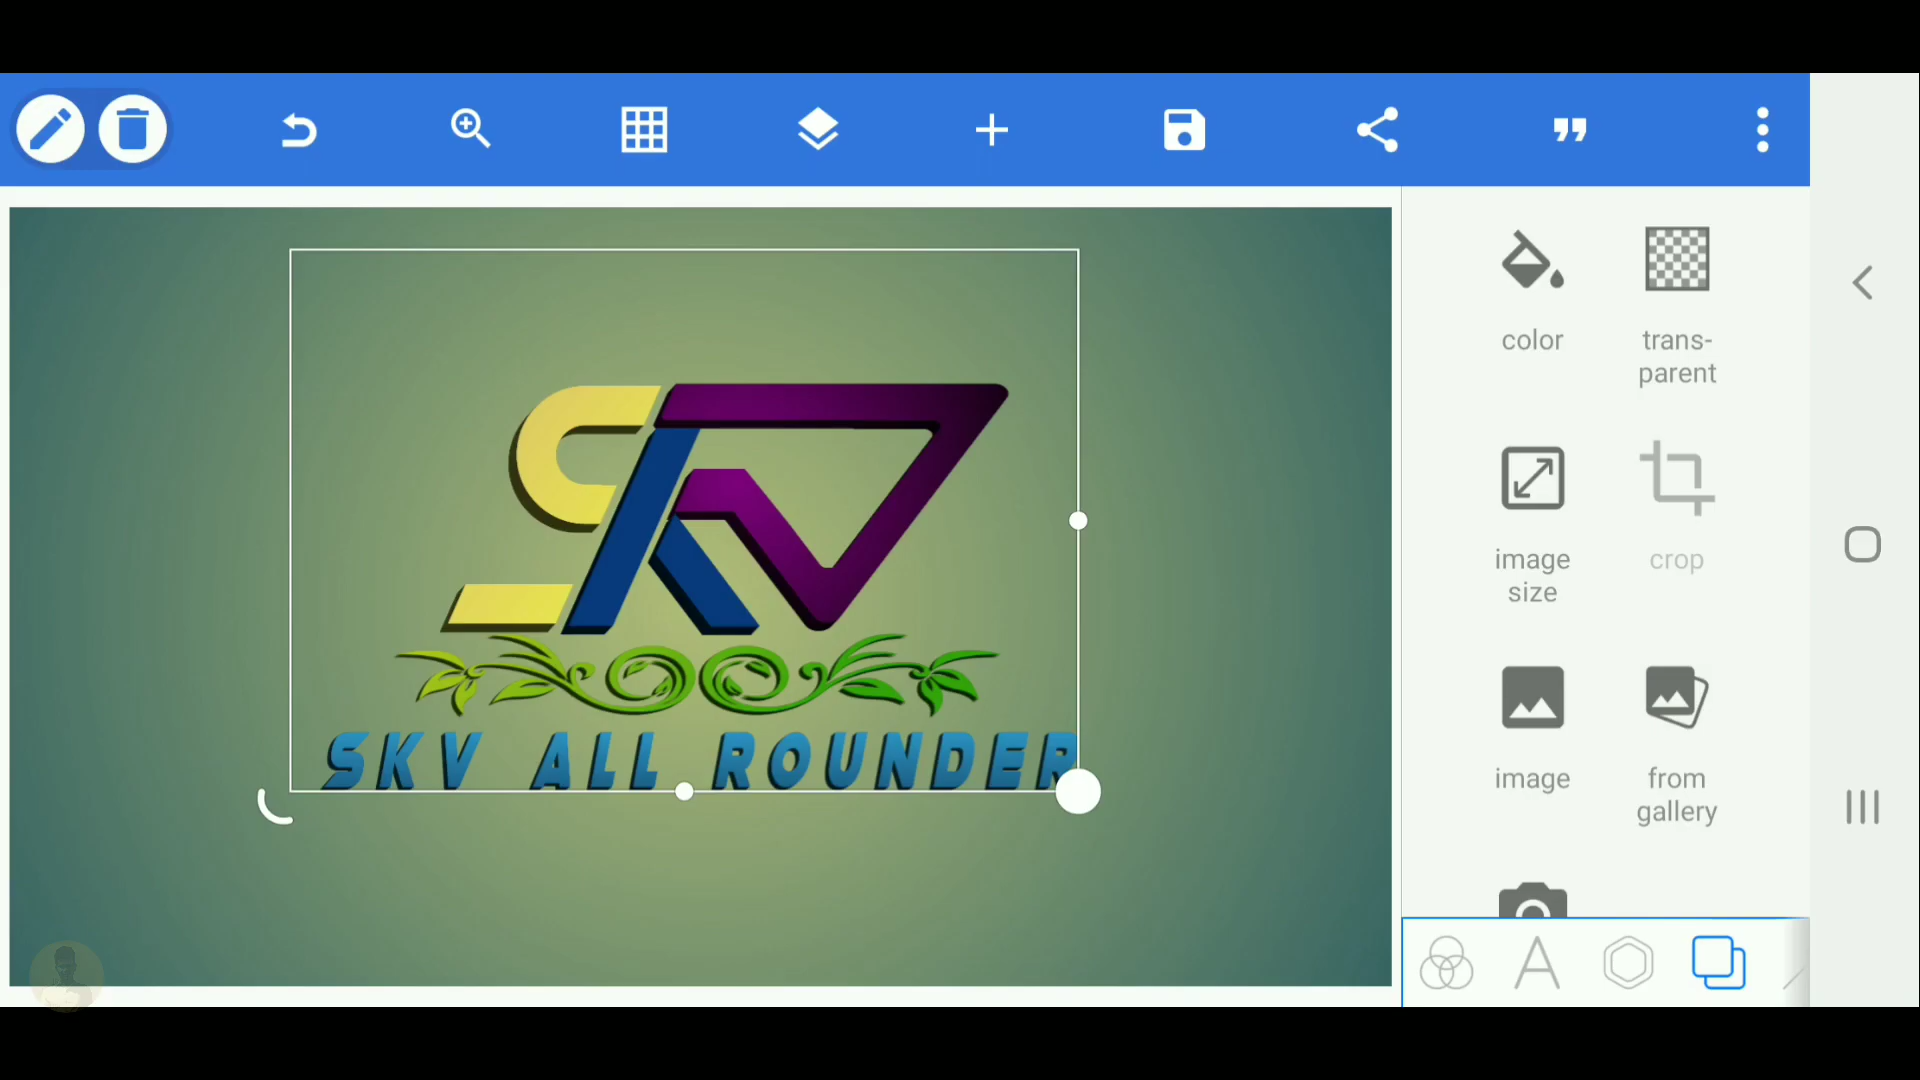 SKV
SKV ALL ROUNDER
color
trans-
parent
image
size
crop
image
from
gallery